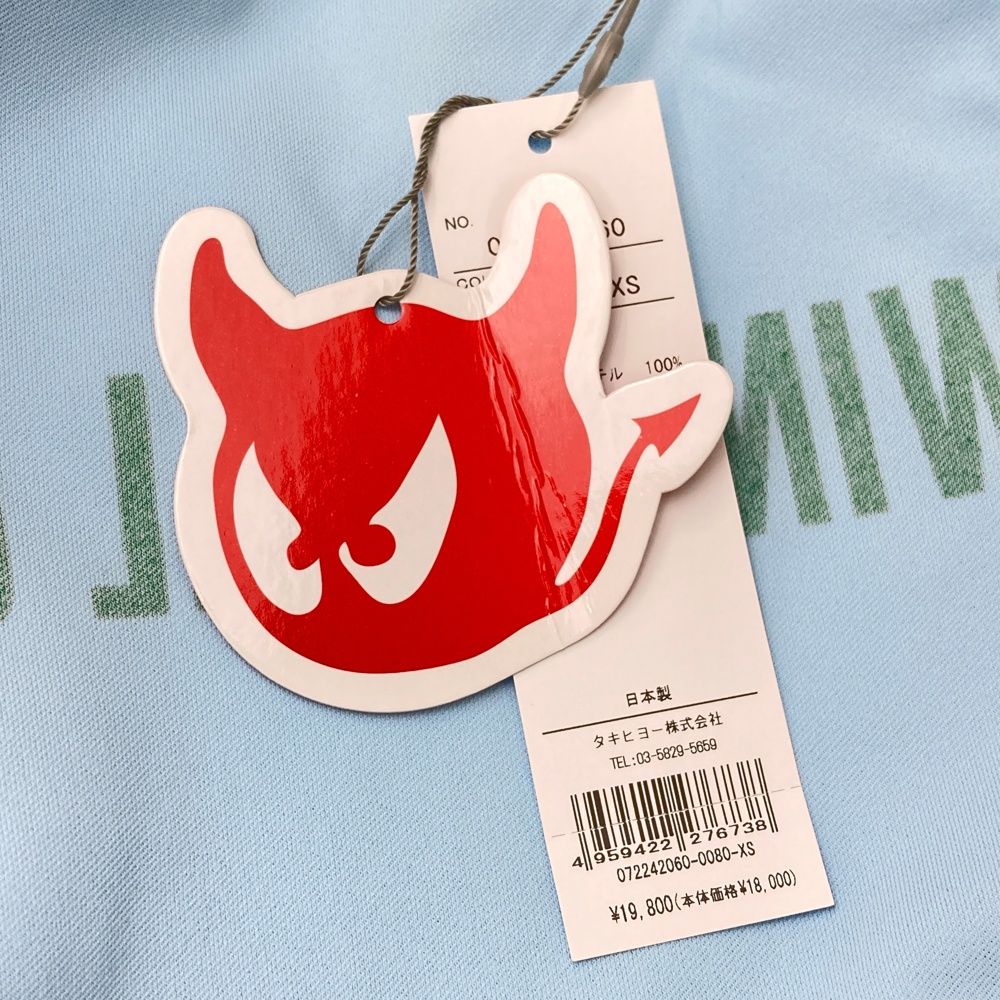 NO.
60
XS
100%
日本製
タキヒヨー株式会社
TEL:03-5829-5659
4 959422 276738
072242060-0080-XS
¥19,800(本体価格¥18,000)